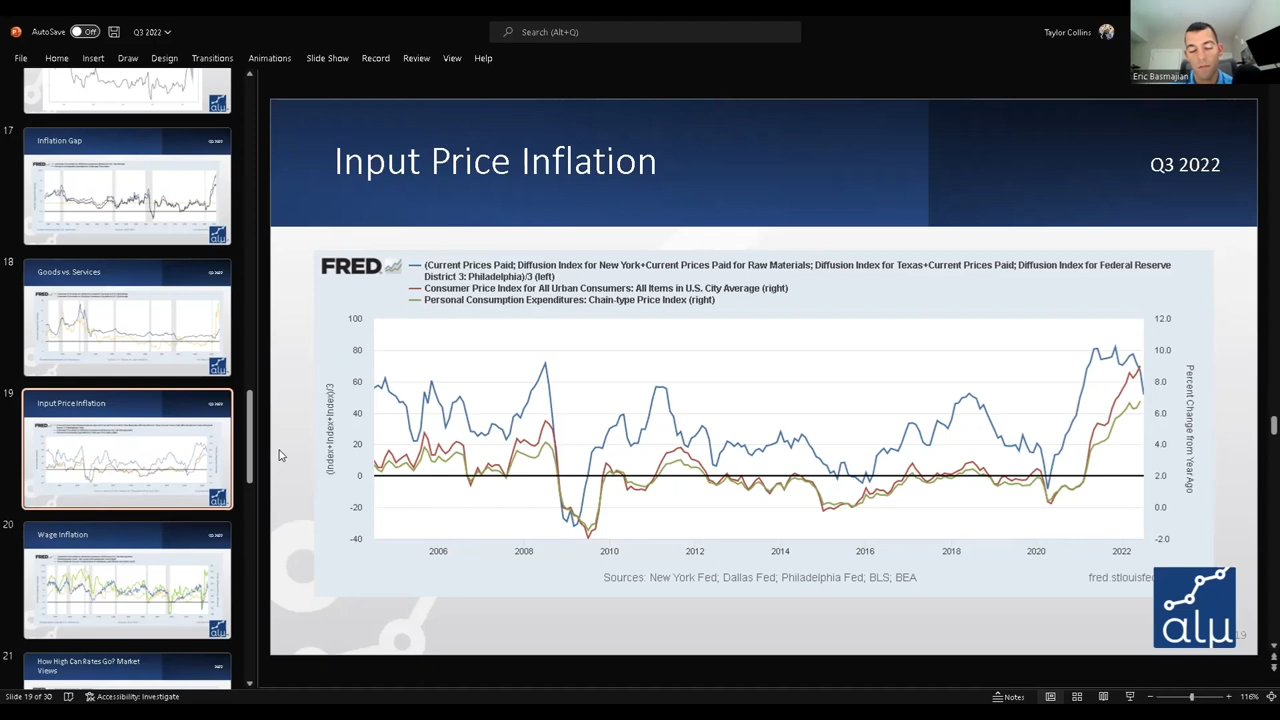 AutoSave Off Q3 2022 Search (Alt+Q) Taylor Collins
Eric Basmajian
File Home Insert Draw Design Transitions Animations Slide Show Record Review View Help
17
Inflation Gap
18
Goods vs. Services
19
Input Price Inflation
20
Wage Inflation
21
How High Can Rates Go? Market
Views
Input Price Inflation
Q3 2022
FRED
(Current Prices Paid; Diffusion Index for New York+Current Prices Paid for Raw Materials; Diffusion Index for Texas+Current Prices Paid; Diffusion Index for Federal Reserve
District 3: Philadelphia)/3 (left)
Consumer Price Index for All Urban Consumers: All Items in U.S. City Average (right)
Personal Consumption Expenditures: Chain-type Price Index (right)
100 12.0
80 10.0
60 8.0
40 6.0
20 4.0
0 2.0
-20 0.0
-40 -2.0
(Index+Index+Index)/3
Percent Change from Year Ago
2006 2008 2010 2012 2014 2016 2018 2020 2022
Sources: New York Fed; Dallas Fed; Philadelphia Fed; BLS; BEA
fred.stlouisfe
alμ
19
Slide 19 of 30 Accessibility: Investigate Notes 116%